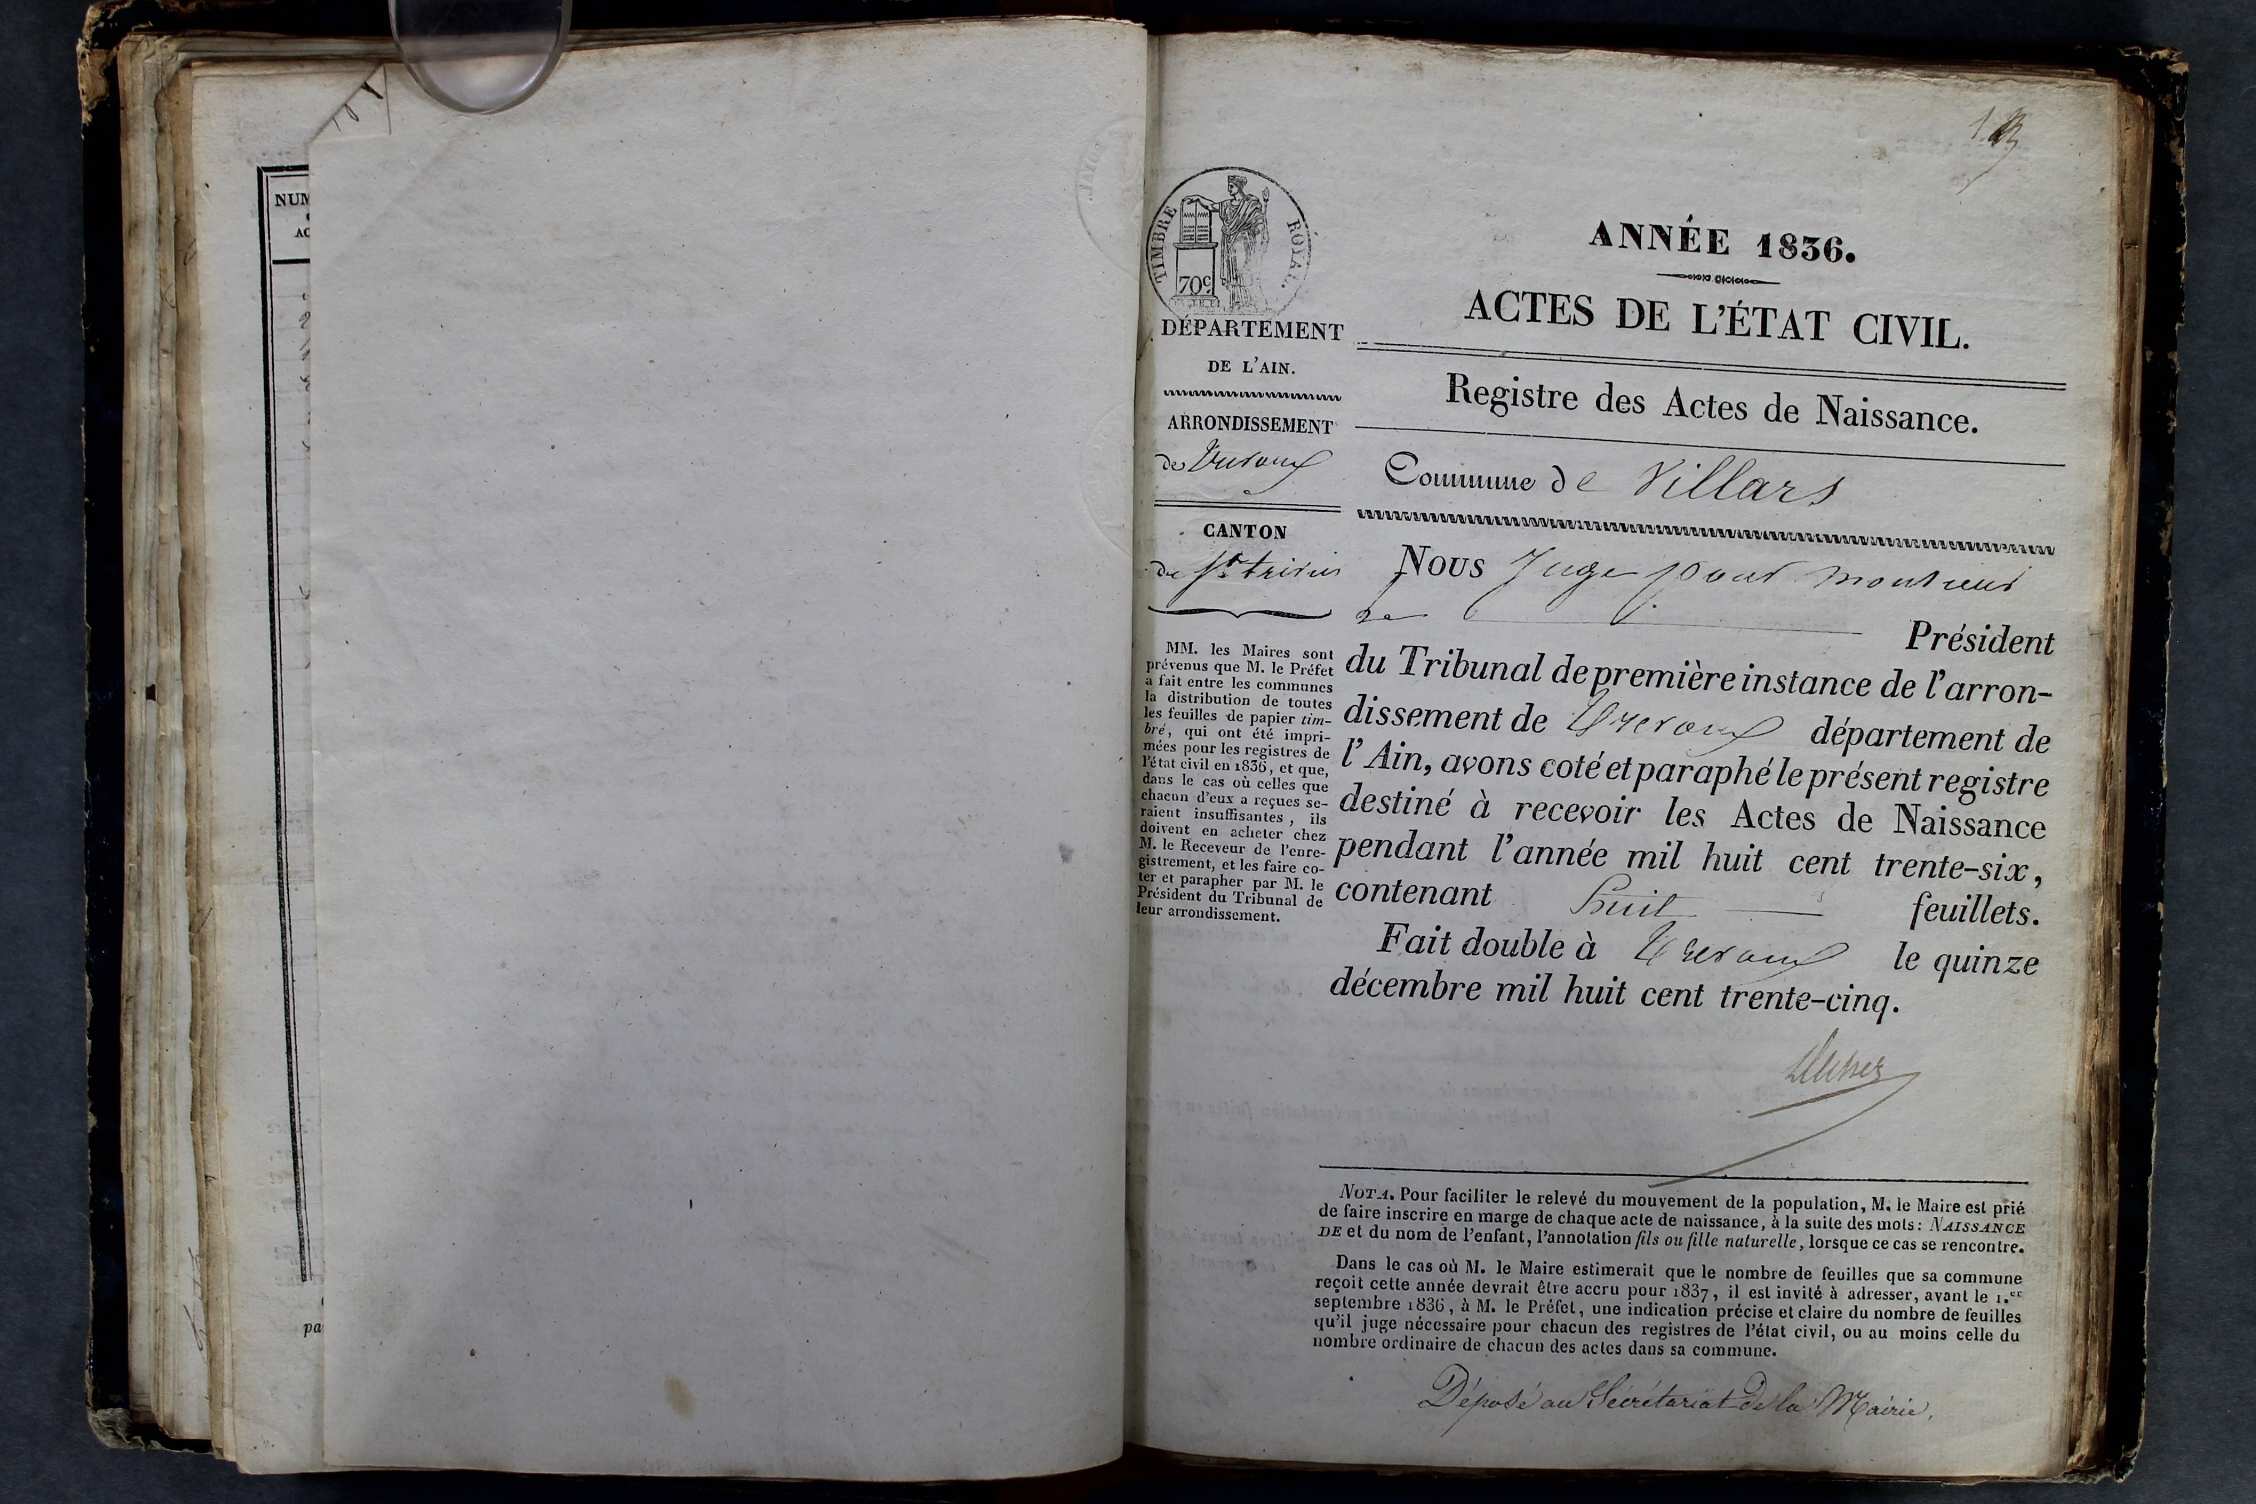 NUM
AC
pa
ANNÉE 1836.
ACTES DE L'ÉTAT CIVIL.
Registre des Actes de Naissance.
Commune de Villars
TIMBRE ROYAL
70c
DÉPARTEMENT
DE L'AIN.
ARRONDISSEMENT
de Trevoux
CANTON
de St trivier
MM. les Maires sont
prévenus que M. le Préfet
a fait entre les communes
la distribution de toutes
les feuilles de papier tim-
bré, qui ont été impri-
mées pour les registres de
l'état civil en 1836, et que,
dans le cas où celles que
chacun d'eux a reçues se-
raient insuffisantes, ils
doivent en acheter chez
M. le Receveur de l'enre-
gistrement, et les faire co-
ter et parapher par M. le
Président du Tribunal de
leur arrondissement.
Nous Juge pour monsieur
le Président
du Tribunal de première instance de l'arron-
dissement de Trevoux département de
l'Ain, avons coté et paraphé le présent registre
destiné à recevoir les Actes de Naissance
pendant l'année mil huit cent trente-six,
contenant huit feuillets.
Fait double à Trevoux le quinze
décembre mil huit cent trente-cinq.
NOTA. Pour faciliter le relevé du mouvement de la population, M. le Maire est prié
de faire inscrire en marge de chaque acte de naissance, à la suite des mots: NAISSANCE
DE et du nom de l'enfant, l'annotation fils ou fille naturelle, lorsque ce cas se rencontre.
Dans le cas où M. le Maire estimerait que le nombre de feuilles que sa commune
reçoit cette année devrait être accru pour 1837, il est invité à adresser, avant le 1.er
septembre 1836, à M. le Préfet, une indication précise et claire du nombre de feuilles
qu'il juge nécessaire pour chacun des registres de l'état civil, ou au moins celle du
nombre ordinaire de chacun des actes dans sa commune.
Déposé au Secrétariat de la Mairie.